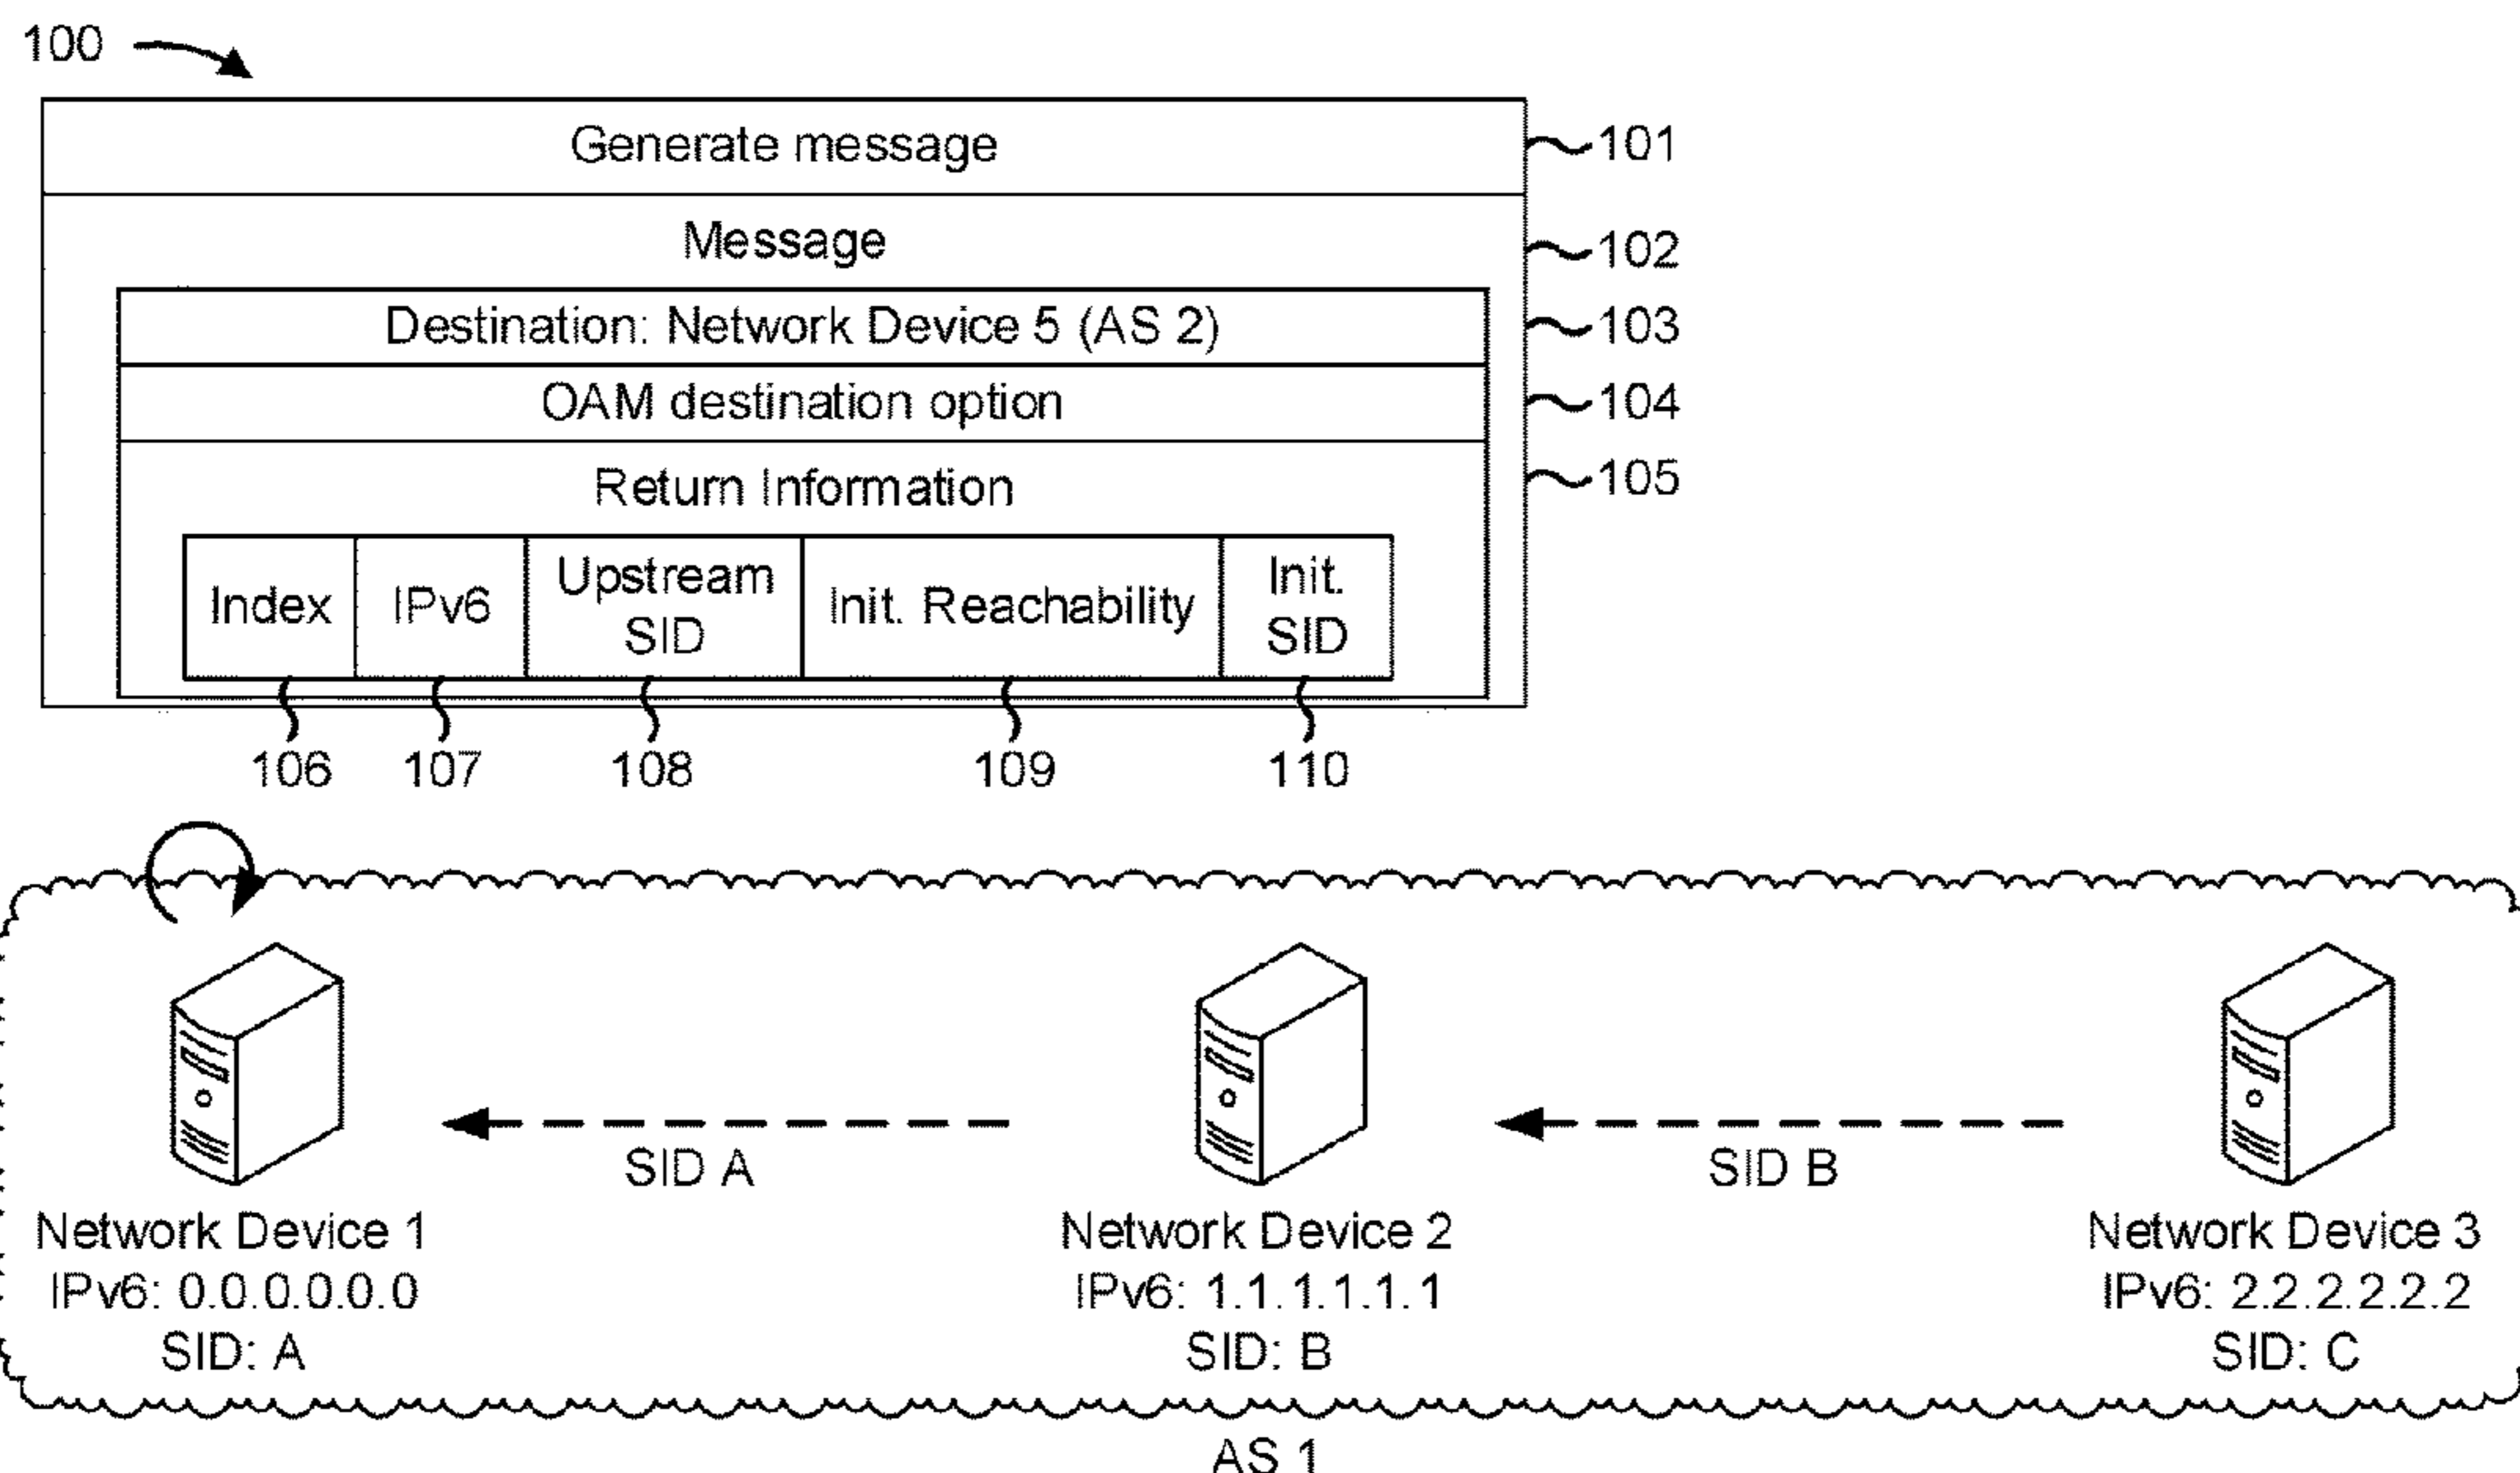 100
Generate message
101
Message
102
Destination: Network Device 5 (AS 2)
103
OAM destination option
104
Return Information
105
Index
IPv6
Upstream
SID
Init. Reachability
Init.
SID
106
107
108
109
110
SID A
SID B
Network Device 1
IPv6: 0.0.0.0.0.0
SID: A
Network Device 2
IPv6: 1.1.1.1.1.1
SID: B
Network Device 3
IPv6: 2.2.2.2.2.2
SID: C
AS 1